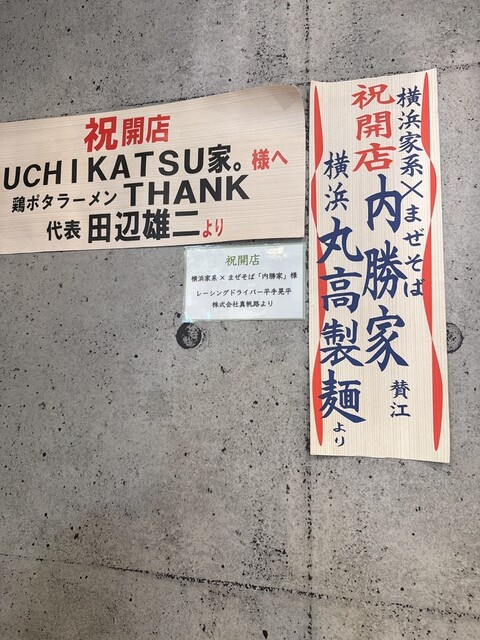 祝開店
UCHIKATSU家。様へ
鶏ポタラーメン THANK
代表 田辺雄二より
祝開店
横浜家系×まぜそば「内勝家」様
レーシングドライバー平手晃平
株式会社真帆路より
祝開店
横浜家系×まぜそば
内勝家
賛江
横浜
丸高製麺
より